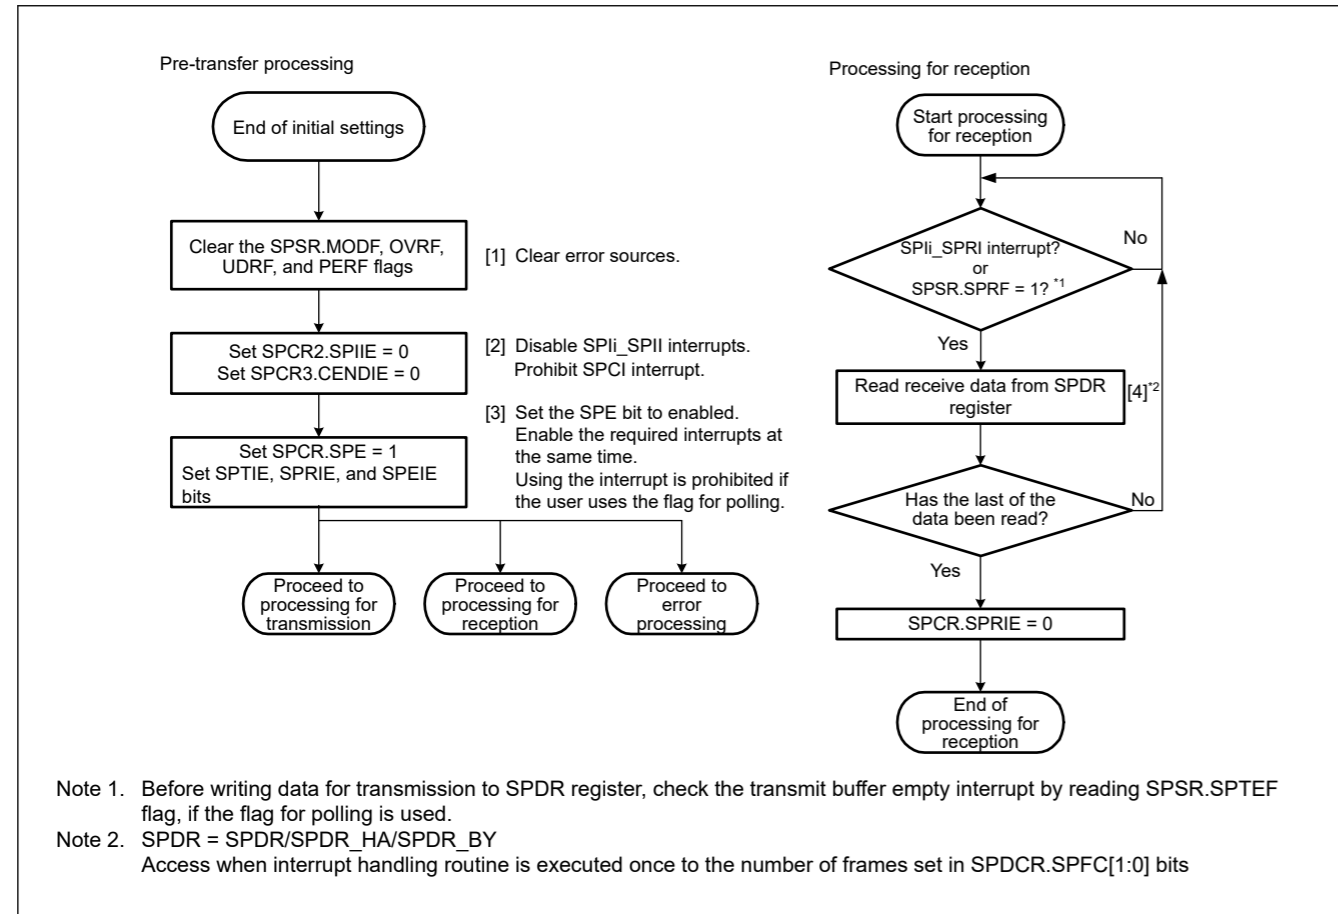 Pre-transfer processing
End of initial settings
Clear the SPSR.MODF, OVRF,
UDRF, and PERF flags
[1] Clear error sources.
Set SPCR2.SPIIE = 0
Set SPCR3.CENDIE = 0
[2] Disable SPIi_SPII interrupts.
Prohibit SPCI interrupt.
Set SPCR.SPE = 1
Set SPTIE, SPRIE, and SPEIE
bits
[3] Set the SPE bit to enabled.
Enable the required interrupts at
the same time.
Using the interrupt is prohibited if
the user uses the flag for polling.
Proceed to
processing for
transmission
Proceed to
processing for
reception
Proceed to
error
processing
Processing for reception
Start processing
for reception
SPIi_SPRI interrupt?
or
SPSR.SPRF = 1? *1
No
Yes
Read receive data from SPDR
register
[4]*2
Has the last of the
data been read?
No
Yes
SPCR.SPRIE = 0
End of
processing for
reception
Note 1. Before writing data for transmission to SPDR register, check the transmit buffer empty interrupt by reading SPSR.SPTEF
flag, if the flag for polling is used.
Note 2. SPDR = SPDR/SPDR_HA/SPDR_BY
Access when interrupt handling routine is executed once to the number of frames set in SPDCR.SPFC[1:0] bits